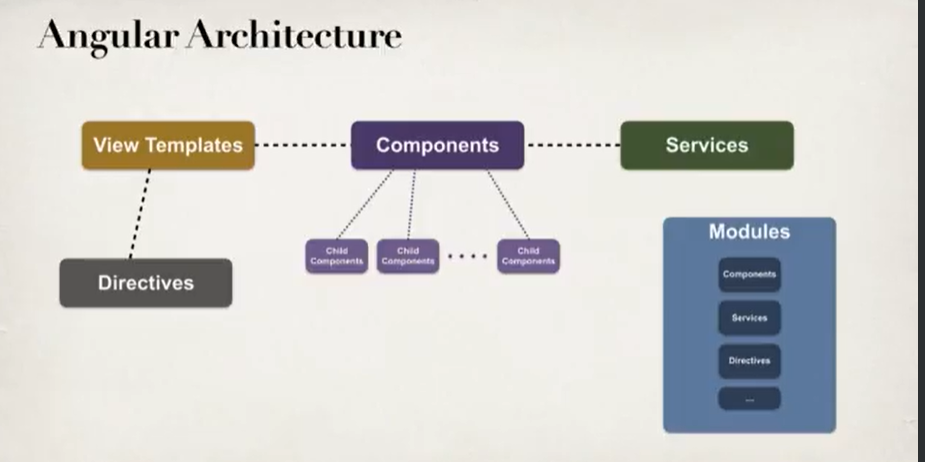 Angular Architecture
View Templates
Components
Services
Directives
Child
Components
Child
Components
Child
Components
Modules
Components
Services
Directives
...